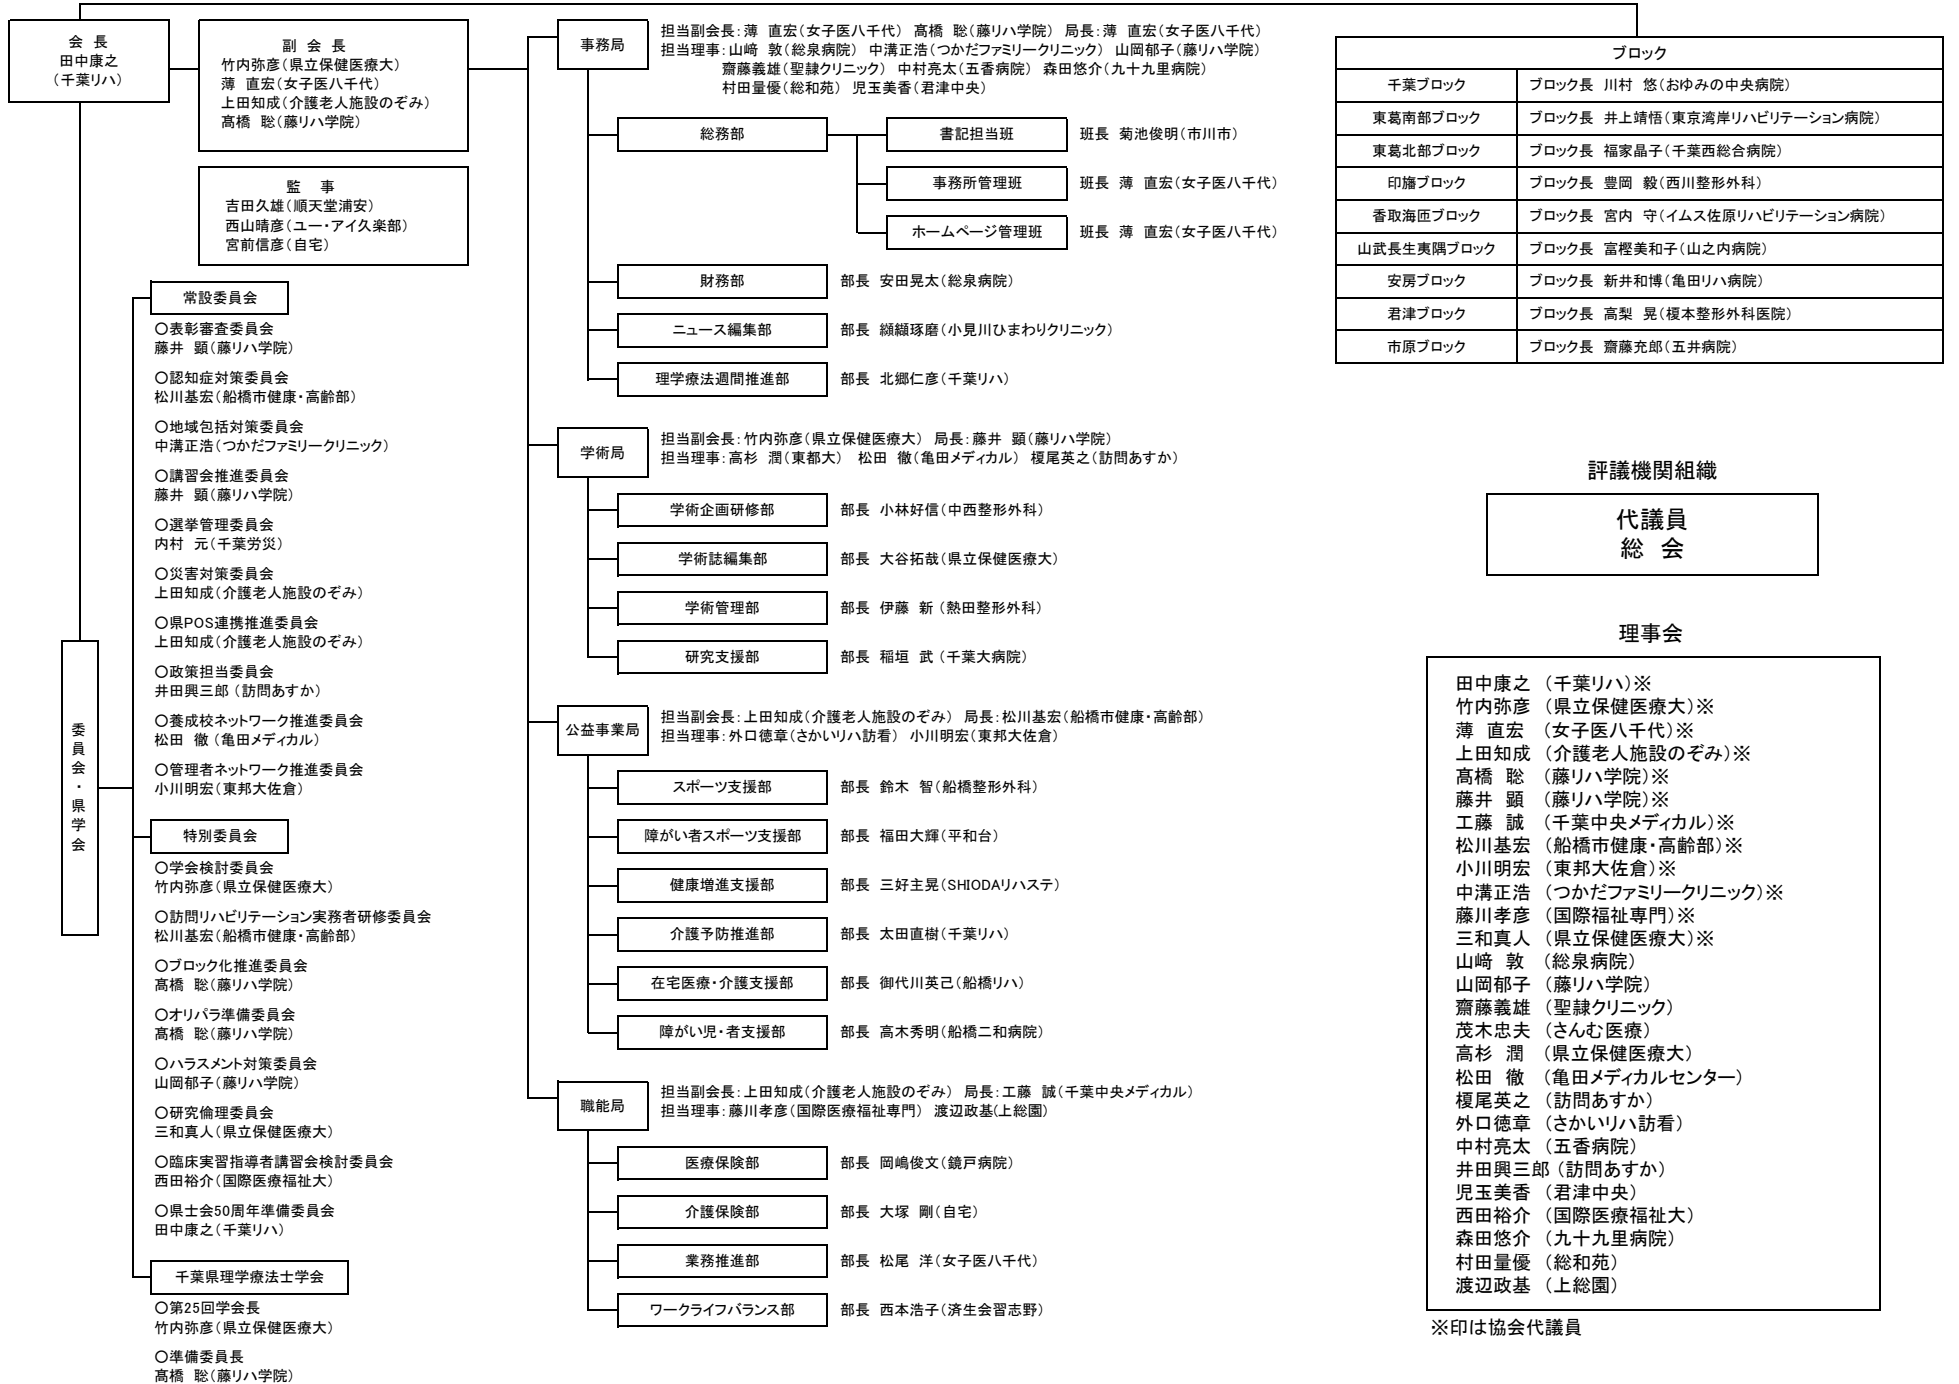 会 長
田中康之
(千葉リハ)
副 会 長
竹内弥彦(県立保健医療大)
薄 直宏(女子医八千代)
上田知成(介護老人施設のぞみ)
髙橋 聡(藤リハ学院)
監 事
吉田久雄(順天堂浦安)
西山晴彦(ユー・アイ久楽部)
宮前信彦(自宅)
常設委員会
○表彰審査委員会
藤井 顕(藤リハ学院)
○認知症対策委員会
松川基宏(船橋市健康・高齢部)
○地域包括対策委員会
中溝正浩(つかだファミリークリニック)
○講習会推進委員会
藤井 顕(藤リハ学院)
○選挙管理委員会
内村 元(千葉労災)
○災害対策委員会
上田知成(介護老人施設のぞみ)
○県POS連携推進委員会
上田知成(介護老人施設のぞみ)
○政策担当委員会
井田興三郎(訪問あすか)
○養成校ネットワーク推進委員会
松田 徹(亀田メディカル)
○管理者ネットワーク推進委員会
小川明宏(東邦大佐倉)
委員会・県学会
特別委員会
○学会検討委員会
竹内弥彦(県立保健医療大)
○訪問リハビリテーション実務者研修委員会
松川基宏(船橋市健康・高齢部)
○ブロック化推進委員会
髙橋 聡(藤リハ学院)
○オリパラ準備委員会
髙橋 聡(藤リハ学院)
○ハラスメント対策委員会
山岡郁子(藤リハ学院)
○研究倫理委員会
三和真人(県立保健医療大)
○臨床実習指導者講習会検討委員会
西田裕介(国際医療福祉大)
○県士会50周年準備委員会
田中康之(千葉リハ)
千葉県理学療法士学会
○第25回学会長
竹内弥彦(県立保健医療大)
○準備委員長
髙橋 聡(藤リハ学院)
事務局
担当副会長:薄 直宏(女子医八千代) 髙橋 聡(藤リハ学院) 局長:薄 直宏(女子医八千代)
担当理事:山﨑 敦(総泉病院) 中溝正浩(つかだファミリークリニック) 山岡郁子(藤リハ学院)
齋藤義雄(聖隷クリニック) 中村亮太(五香病院) 森田悠介(九十九里病院)
村田量優(総和苑) 児玉美香(君津中央)
総務部
書記担当班 班長 菊池俊明(市川市)
事務所管理班 班長 薄 直宏(女子医八千代)
ホームページ管理班 班長 薄 直宏(女子医八千代)
財務部 部長 安田晃太(総泉病院)
ニュース編集部 部長 纐纈琢磨(小見川ひまわりクリニック)
理学療法週間推進部 部長 北郷仁彦(千葉リハ)
学術局
担当副会長:竹内弥彦(県立保健医療大) 局長:藤井 顕(藤リハ学院)
担当理事:高杉 潤(東都大) 松田 徹(亀田メディカル) 榎尾英之(訪問あすか)
学術企画研修部 部長 小林好信(中西整形外科)
学術誌編集部 部長 大谷拓哉(県立保健医療大)
学術管理部 部長 伊藤 新(熱田整形外科)
研究支援部 部長 稲垣 武(千葉大病院)
公益事業局
担当副会長:上田知成(介護老人施設のぞみ) 局長:松川基宏(船橋市健康・高齢部)
担当理事:外口徳章(さかいリハ訪看) 小川明宏(東邦大佐倉)
スポーツ支援部 部長 鈴木 智(船橋整形外科)
障がい者スポーツ支援部 部長 福田大輝(平和台)
健康増進支援部 部長 三好主晃(SHIODAリハステ)
介護予防推進部 部長 太田直樹(千葉リハ)
在宅医療・介護支援部 部長 御代川英己(船橋リハ)
障がい児・者支援部 部長 高木秀明(船橋二和病院)
職能局
担当副会長:上田知成(介護老人施設のぞみ) 局長:工藤 誠(千葉中央メディカル)
担当理事:藤川孝彦(国際医療福祉専門) 渡辺政基(上総園)
医療保険部 部長 岡嶋俊文(鏡戸病院)
介護保険部 部長 大塚 剛(自宅)
業務推進部 部長 松尾 洋(女子医八千代)
ワークライフバランス部 部長 西本浩子(済生会習志野)
ブロック
千葉ブロック ブロック長 川村 悠(おゆみの中央病院)
東葛南部ブロック ブロック長 井上靖悟(東京湾岸リハビリテーション病院)
東葛北部ブロック ブロック長 福家晶子(千葉西総合病院)
印旛ブロック ブロック長 豊岡 毅(西川整形外科)
香取海匝ブロック ブロック長 宮内 守(イムス佐原リハビリテーション病院)
山武長生夷隅ブロック ブロック長 富樫美和子(山之内病院)
安房ブロック ブロック長 新井和博(亀田リハ病院)
君津ブロック ブロック長 高梨 晃(榎本整形外科医院)
市原ブロック ブロック長 齋藤充郎(五井病院)
評議機関組織
代議員
総 会
理事会
田中康之 (千葉リハ)※
竹内弥彦 (県立保健医療大)※
薄 直宏 (女子医八千代)※
上田知成 (介護老人施設のぞみ)※
髙橋 聡 (藤リハ学院)※
藤井 顕 (藤リハ学院)※
工藤 誠 (千葉中央メディカル)※
松川基宏 (船橋市健康・高齢部)※
小川明宏 (東邦大佐倉)※
中溝正浩 (つかだファミリークリニック)※
藤川孝彦 (国際福祉専門)※
三和真人 (県立保健医療大)※
山﨑 敦 (総泉病院)
山岡郁子 (藤リハ学院)
齋藤義雄 (聖隷クリニック)
茂木忠夫 (さんむ医療)
高杉 潤 (県立保健医療大)
松田 徹 (亀田メディカルセンター)
榎尾英之 (訪問あすか)
外口徳章 (さかいリハ訪看)
中村亮太 (五香病院)
井田興三郎 (訪問あすか)
児玉美香 (君津中央)
西田裕介 (国際医療福祉大)
森田悠介 (九十九里病院)
村田量優 (総和苑)
渡辺政基 (上総園)
※印は協会代議員